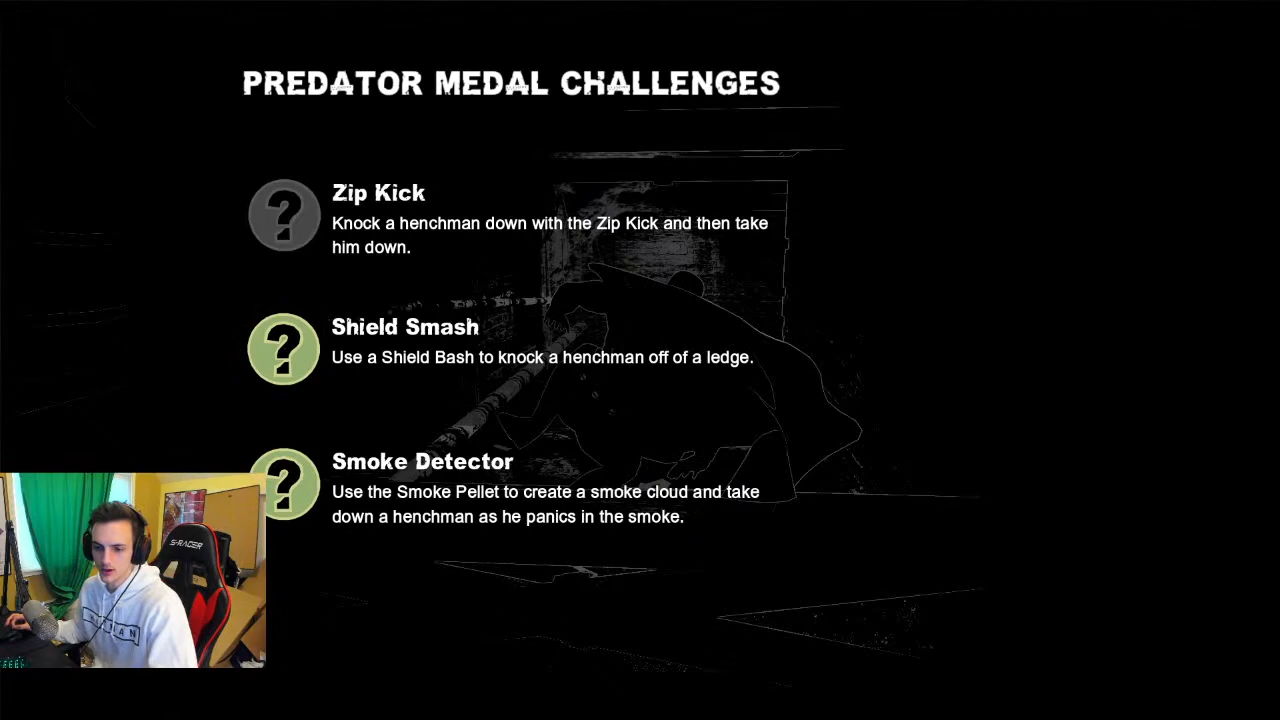 PREDATOR MEDAL CHALLENGES
Zip Kick
Knock a henchman down with the Zip Kick and then take
him down.
Shield Smash
Use a Shield Bash to knock a henchman off of a ledge.
Smoke Detector
Use the Smoke Pellet to create a smoke cloud and take
down a henchman as he panics in the smoke.
S-RACER